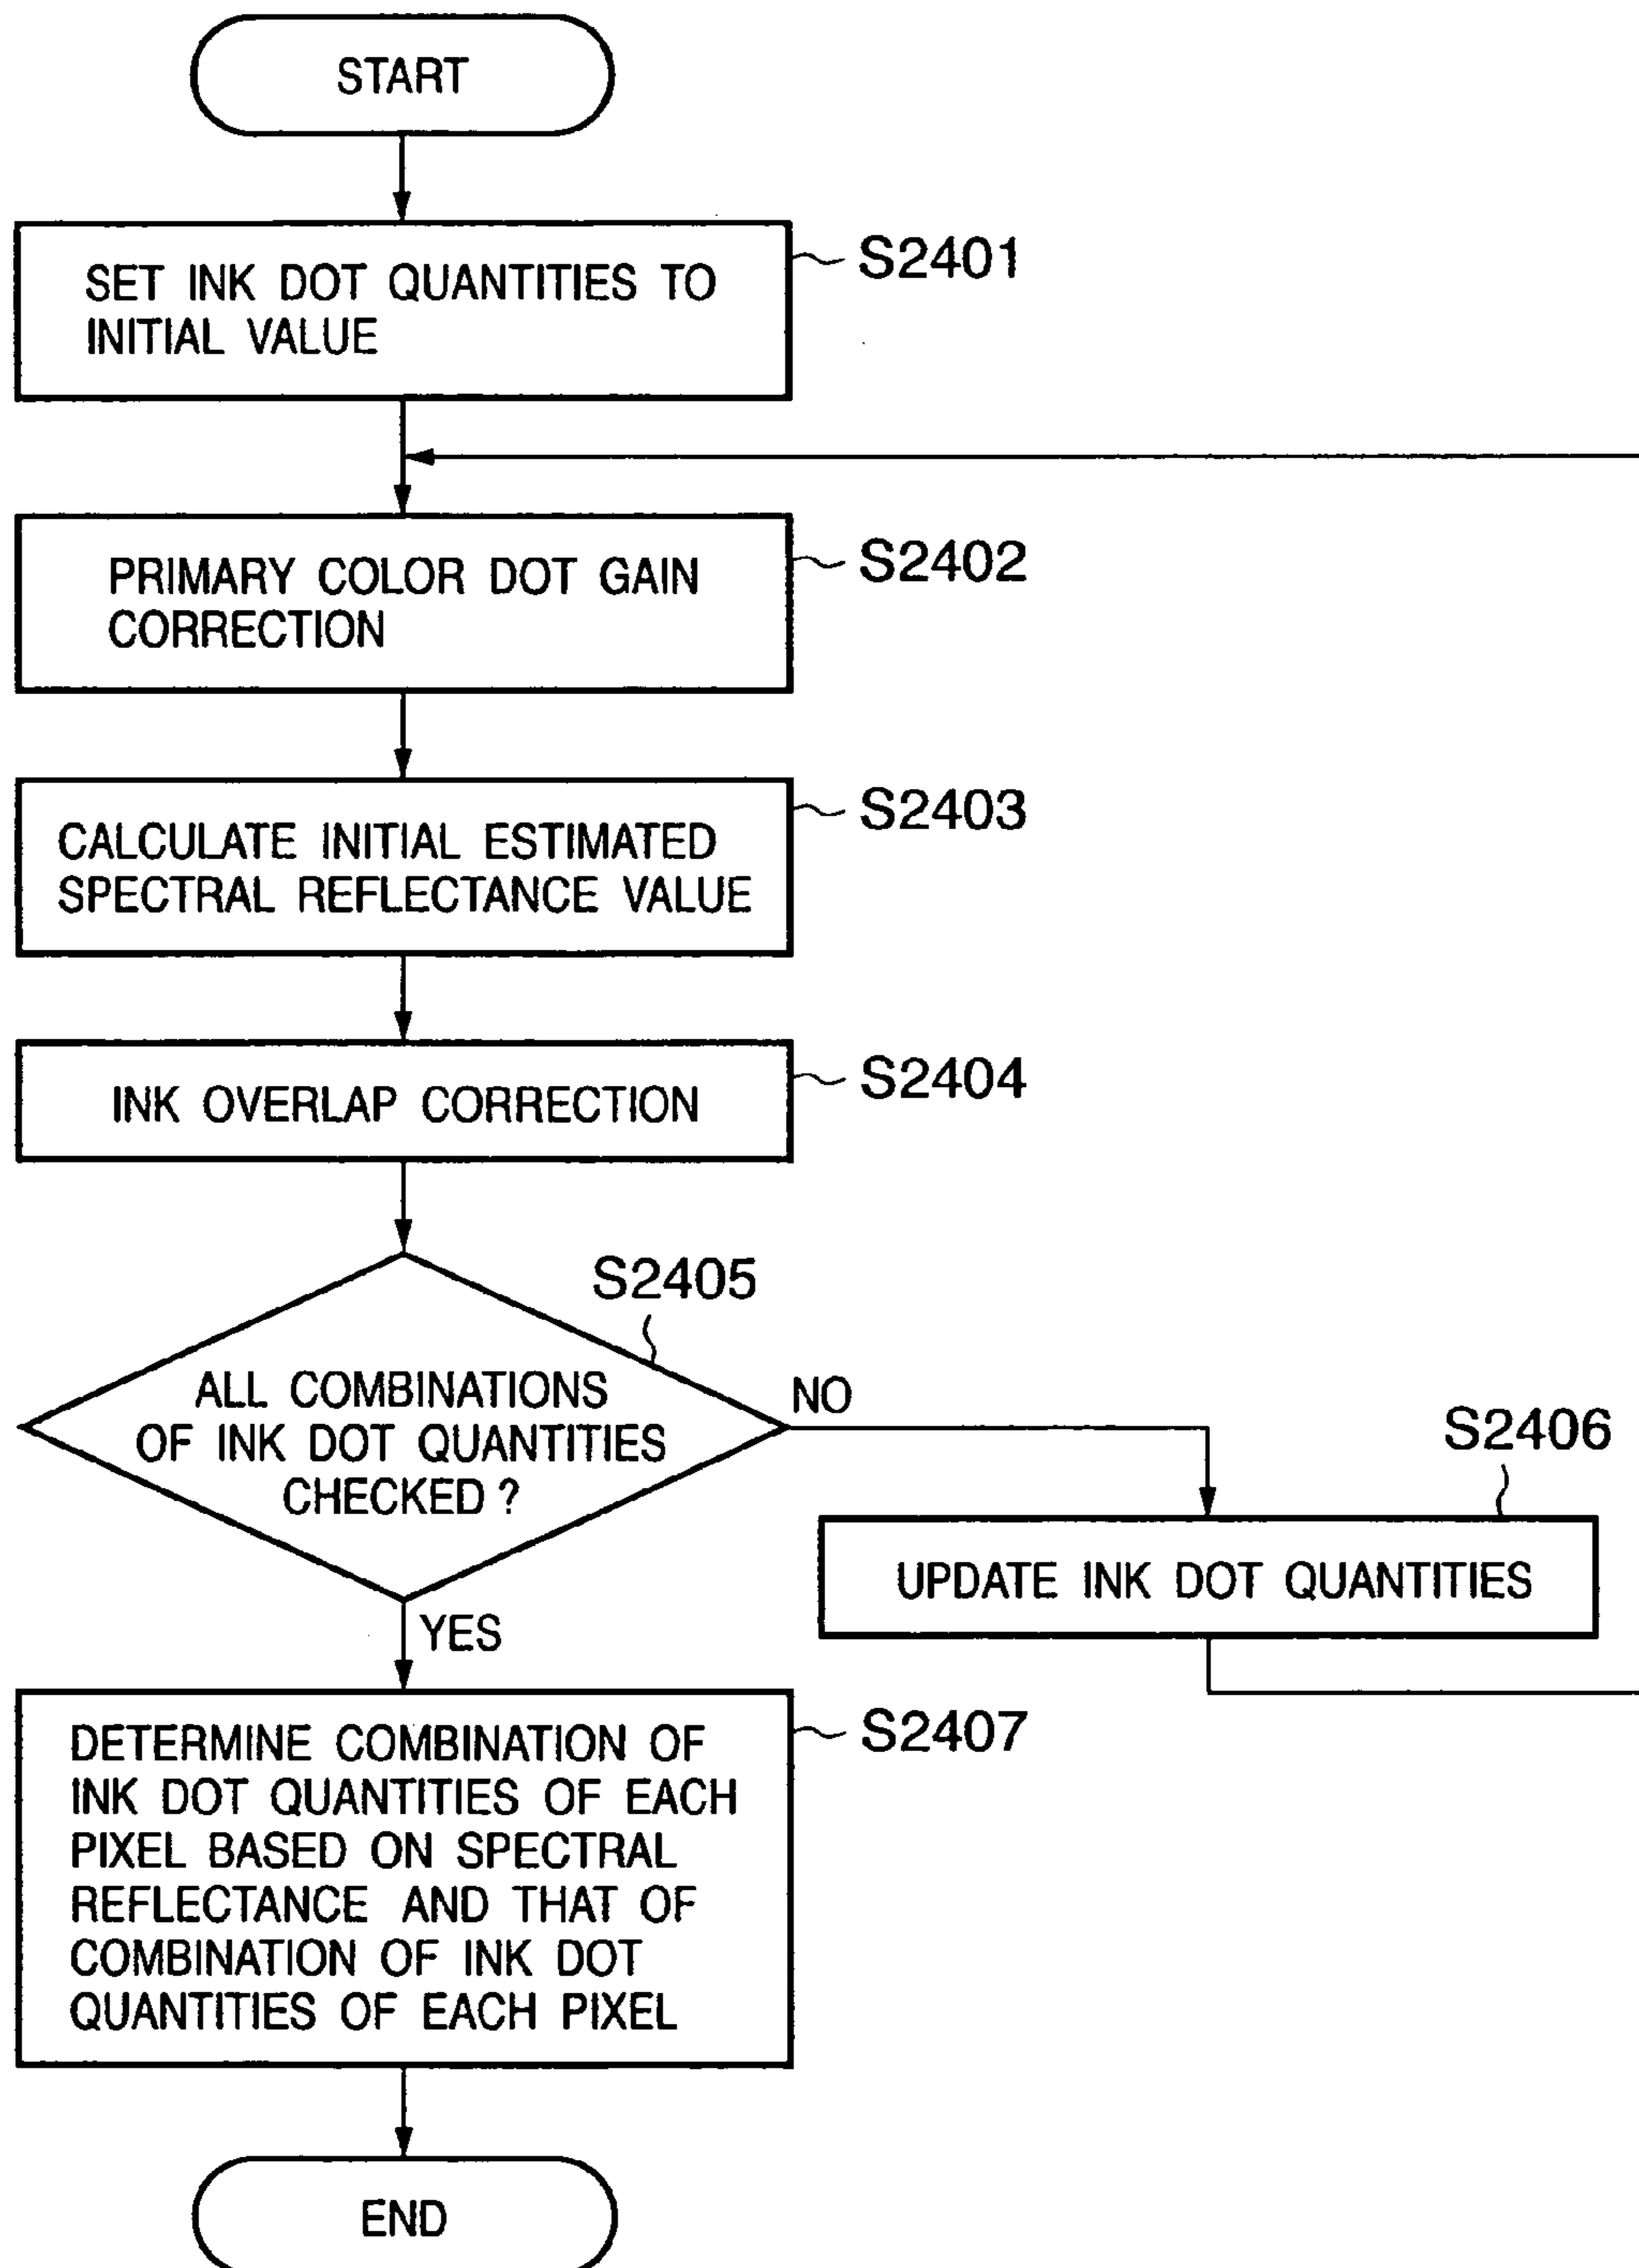 START
SET INK DOT QUANTITIES TO
INITIAL VALUE
S2401
PRIMARY COLOR DOT GAIN
CORRECTION
S2402
CALCULATE INITIAL ESTIMATED
SPECTRAL REFLECTANCE VALUE
S2403
INK OVERLAP CORRECTION
S2404
S2405
ALL COMBINATIONS
OF INK DOT QUANTITIES
CHECKED ?
NO
S2406
UPDATE INK DOT QUANTITIES
YES
DETERMINE COMBINATION OF
INK DOT QUANTITIES OF EACH
PIXEL BASED ON SPECTRAL
REFLECTANCE AND THAT OF
COMBINATION OF INK DOT
QUANTITIES OF EACH PIXEL
S2407
END